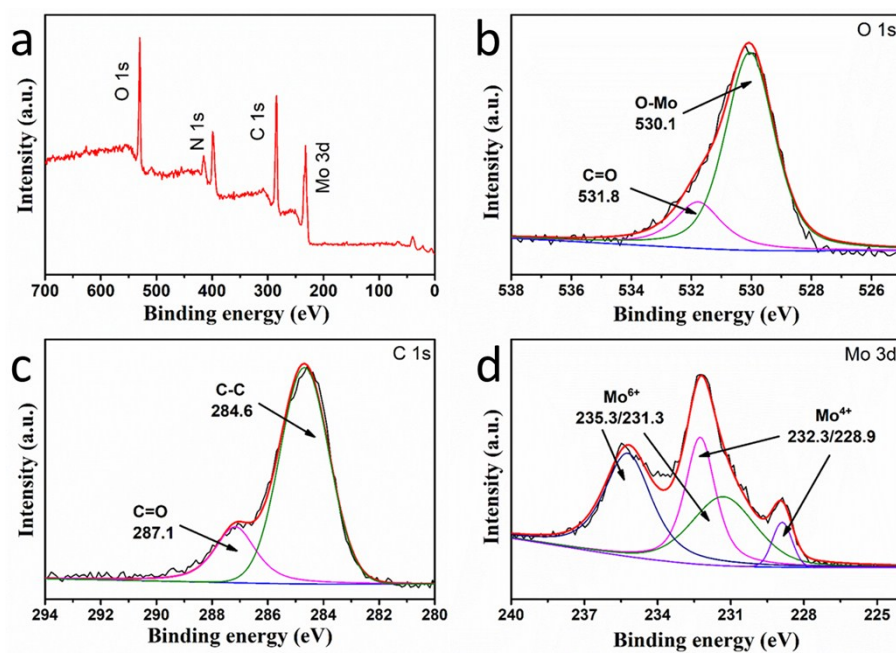 a
O 1s
N 1s
C 1s
Mo 3d
Intensity (a.u.)
700 600 500 400 300 200 100 0
Binding energy (eV)
b
O 1s
O-Mo
530.1
C=O
531.8
Intensity (a.u.)
538 536 534 532 530 528 526
Binding energy (eV)
c
C 1s
C-C
284.6
C=O
287.1
Intensity (a.u.)
294 292 290 288 286 284 282 280
Binding energy (eV)
d
Mo 3d
Mo⁶⁺
235.3/231.3
Mo⁴⁺
232.3/228.9
Intensity (a.u.)
240 237 234 231 228 225
Binding energy (eV)